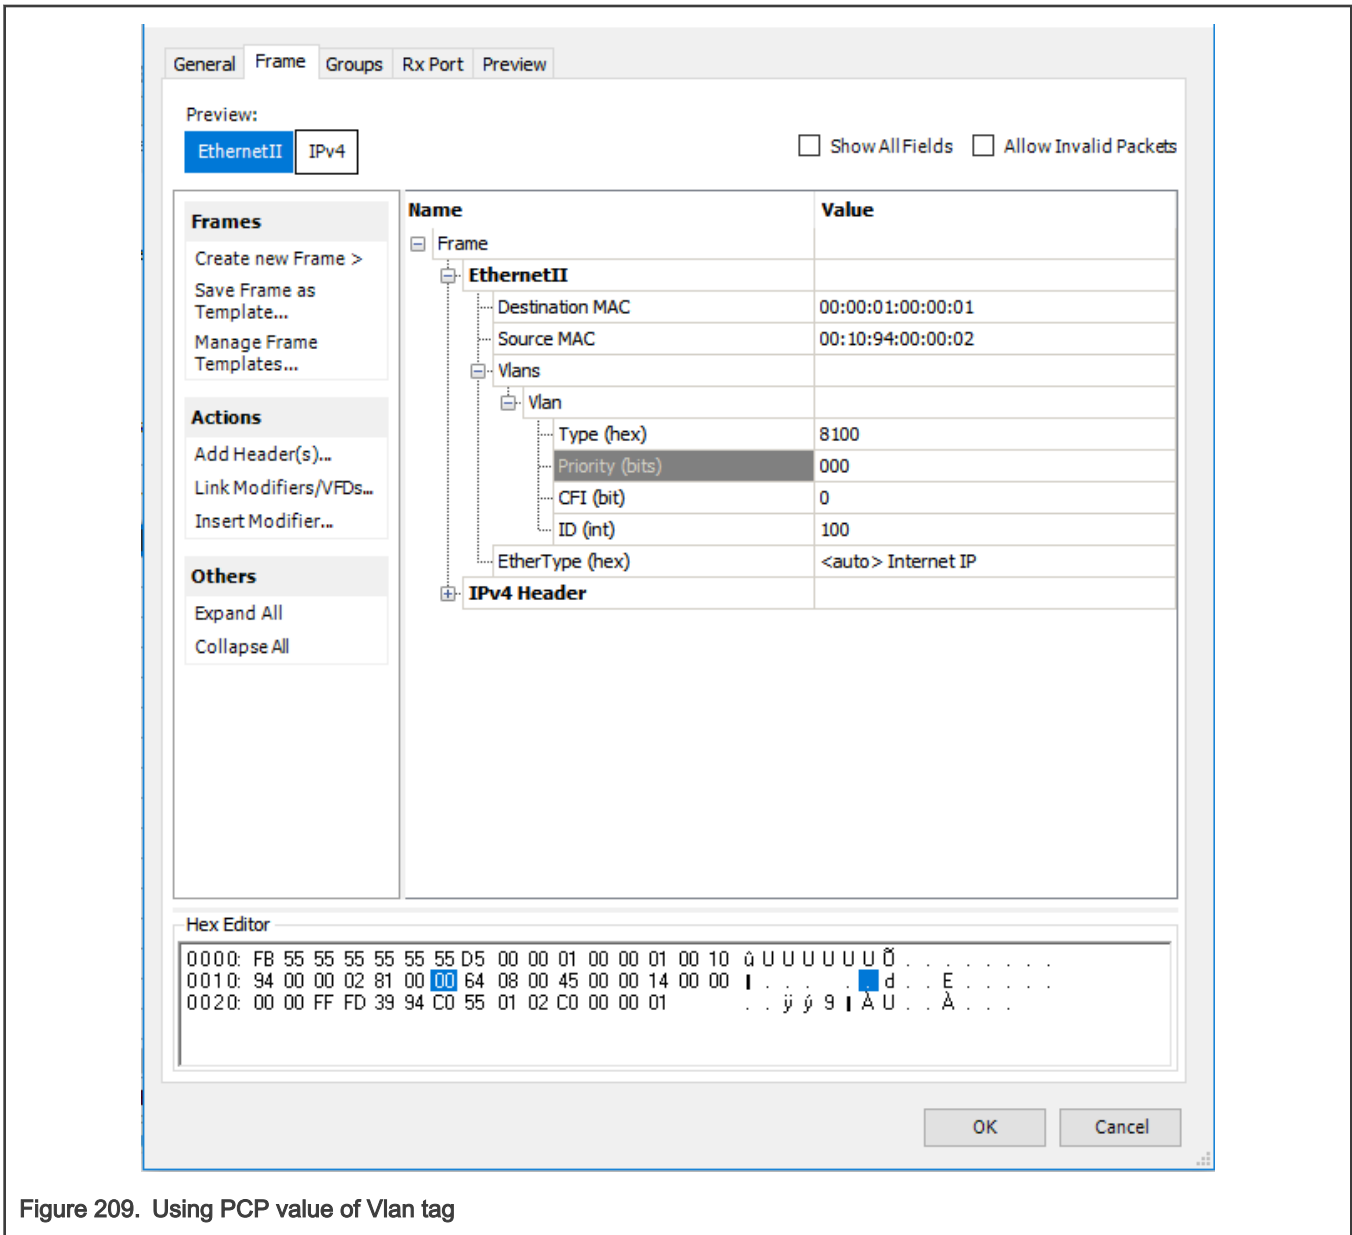 General Frame Groups Rx Port Preview
Preview:
EthernetII IPv4
Show All Fields Allow Invalid Packets
Frames
Create new Frame >
Save Frame as
Template...
Manage Frame
Templates...
Actions
Add Header(s)...
Link Modifiers/VFDs...
Insert Modifier...
Others
Expand All
Collapse All
Name Value
Frame
EthernetII
Destination MAC 00:00:01:00:00:01
Source MAC 00:10:94:00:00:02
Vlans
Vlan
Type (hex) 8100
Priority (bits) 000
CFI (bit) 0
ID (int) 100
EtherType (hex) <auto> Internet IP
IPv4 Header
Hex Editor
0000: FB 55 55 55 55 55 55 D5 00 00 01 00 00 01 00 10 û U U U U U U Õ . . . . . . . .
0010: 94 00 00 02 81 00 00 64 08 00 45 00 00 14 00 00 . . . . . . d . . E . . . . .
0020: 00 00 FF FD 39 94 C0 55 01 02 C0 00 00 01 . . ÿ ý 9 À U . . À . . .
OK Cancel
Figure 209. Using PCP value of Vlan tag